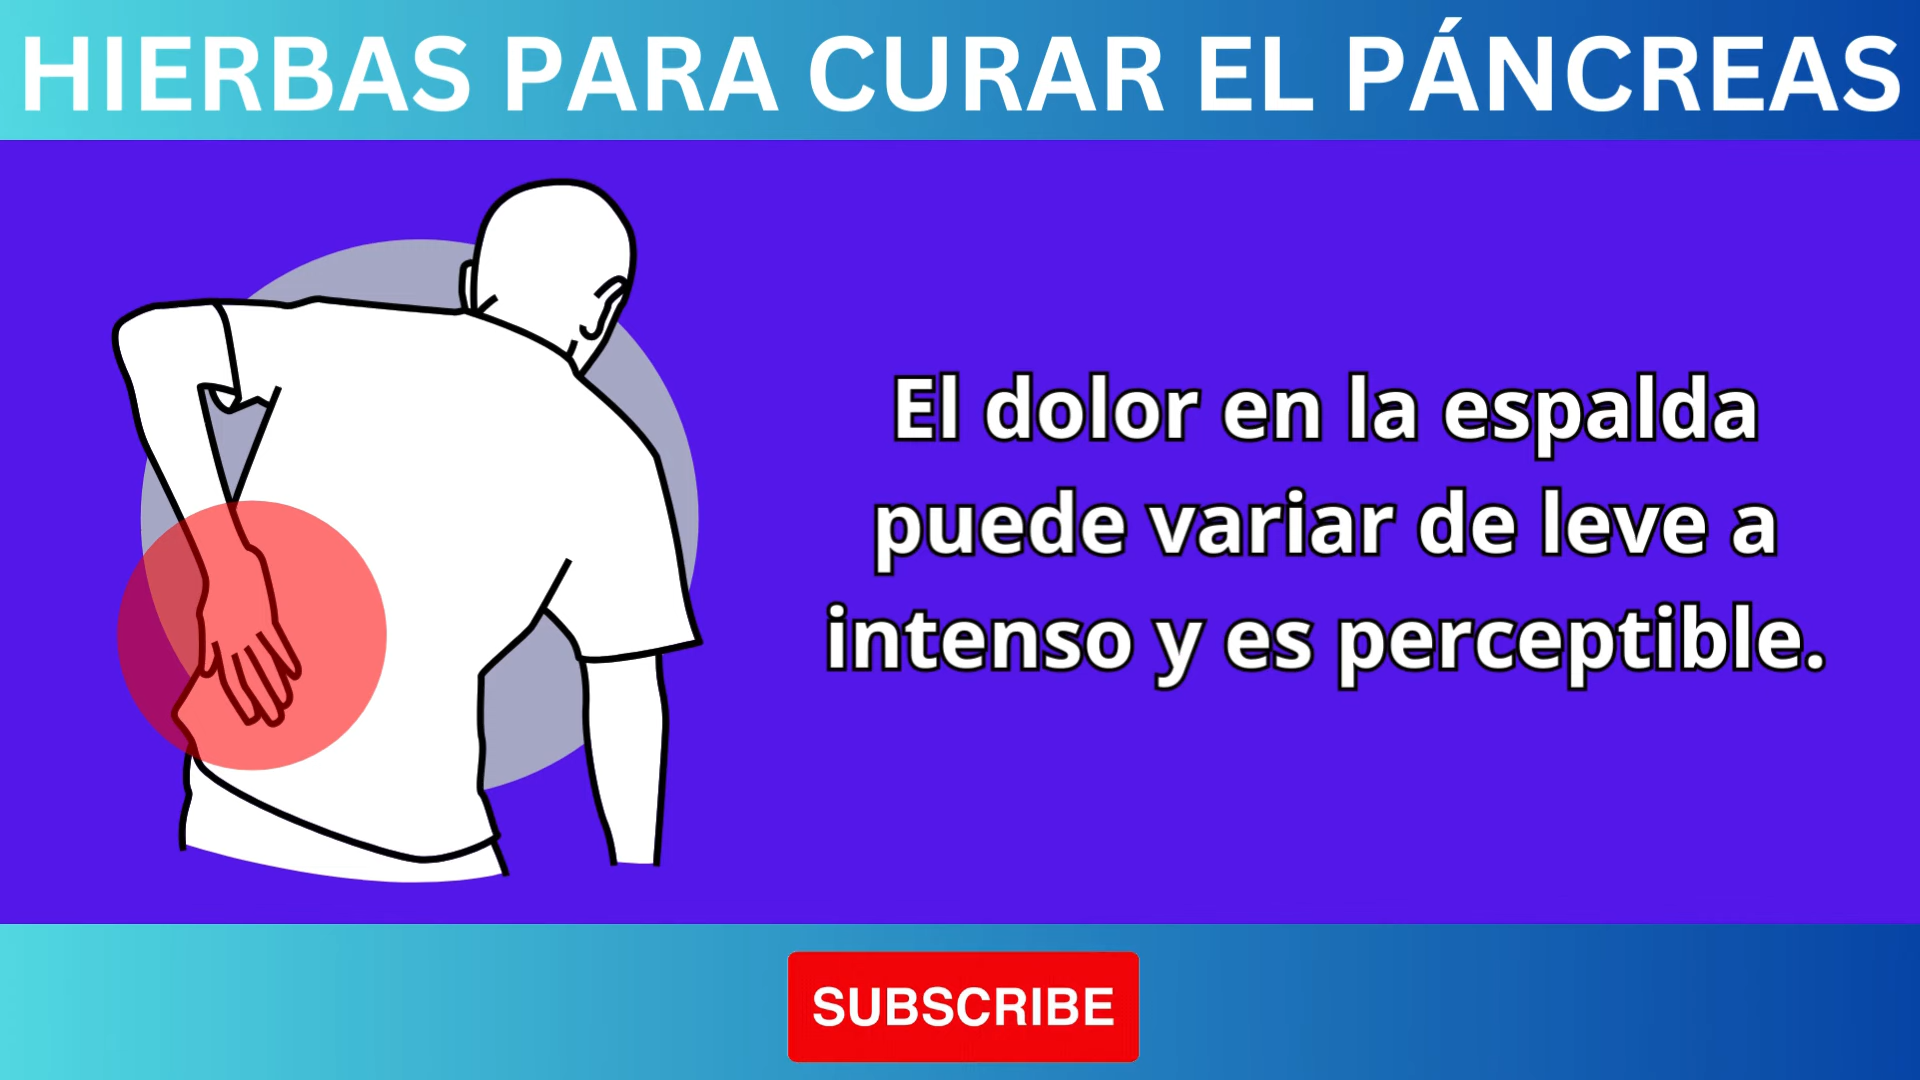 HIERBAS PARA CURAR EL PÁNCREAS
El dolor en la espalda
puede variar de leve a
intenso y es perceptible.
SUBSCRIBE